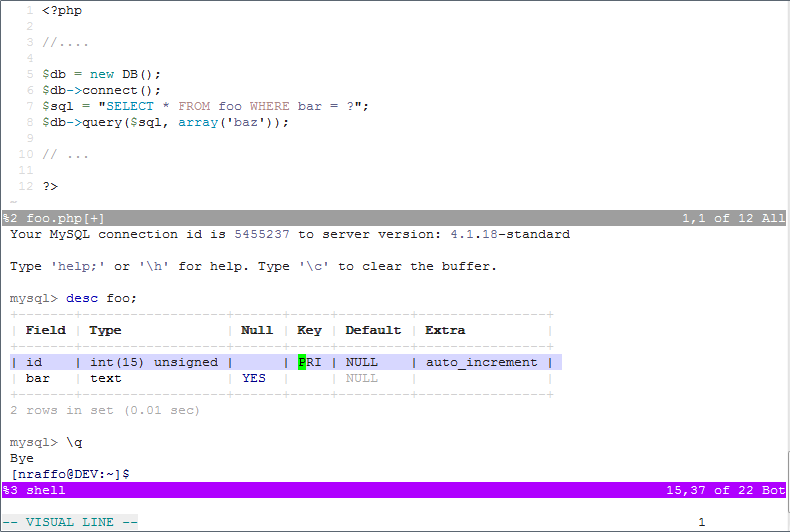 1 <?php
2
3 //....
4
5 $db = new DB();
6 $db->connect();
7 $sql = "SELECT * FROM foo WHERE bar = ?";
8 $db->query($sql, array('baz'));
9
10 // ...
11
12 ?>
~
%2 foo.php[+] 1,1 of 12 All
Your MySQL connection id is 5455237 to server version: 4.1.18-standard
Type 'help;' or '\h' for help. Type '\c' to clear the buffer.
mysql> desc foo;
+-------+------------------+------+-----+---------+----------------+
| Field | Type | Null | Key | Default | Extra |
+-------+------------------+------+-----+---------+----------------+
| id | int(15) unsigned | | PRI | NULL | auto_increment |
| bar | text | YES | | NULL | |
+-------+------------------+------+-----+---------+----------------+
2 rows in set (0.01 sec)
mysql> \q
Bye
[nraffo@DEV:~]$
%3 shell 15,37 of 22 Bot
-- VISUAL LINE -- 1